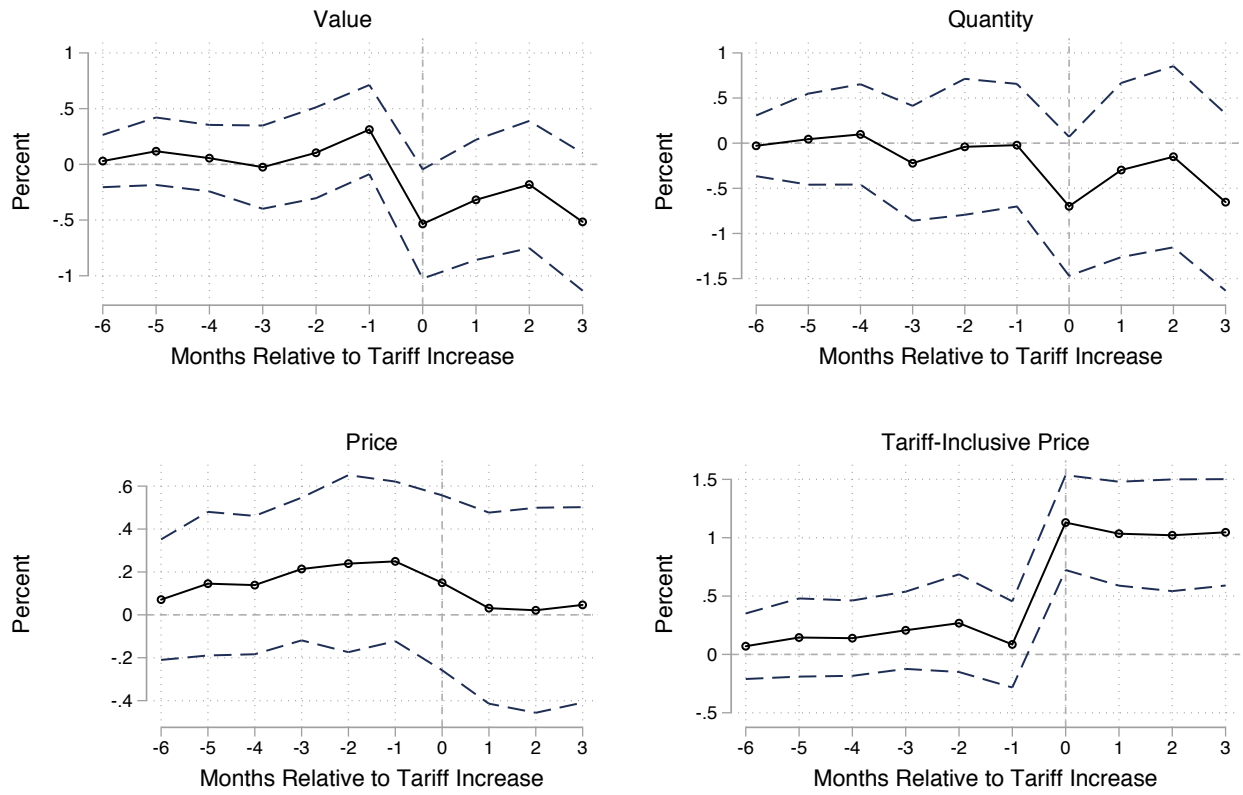 Value
Percent
1
.5
0
-.5
-1
-6 -5 -4 -3 -2 -1 0 1 2 3
Months Relative to Tariff Increase
Quantity
Percent
1
.5
0
-.5
-1
-1.5
-6 -5 -4 -3 -2 -1 0 1 2 3
Months Relative to Tariff Increase
Price
Percent
.6
.4
.2
0
-.2
-.4
-6 -5 -4 -3 -2 -1 0 1 2 3
Months Relative to Tariff Increase
Tariff-Inclusive Price
Percent
1.5
1
.5
0
-.5
-6 -5 -4 -3 -2 -1 0 1 2 3
Months Relative to Tariff Increase